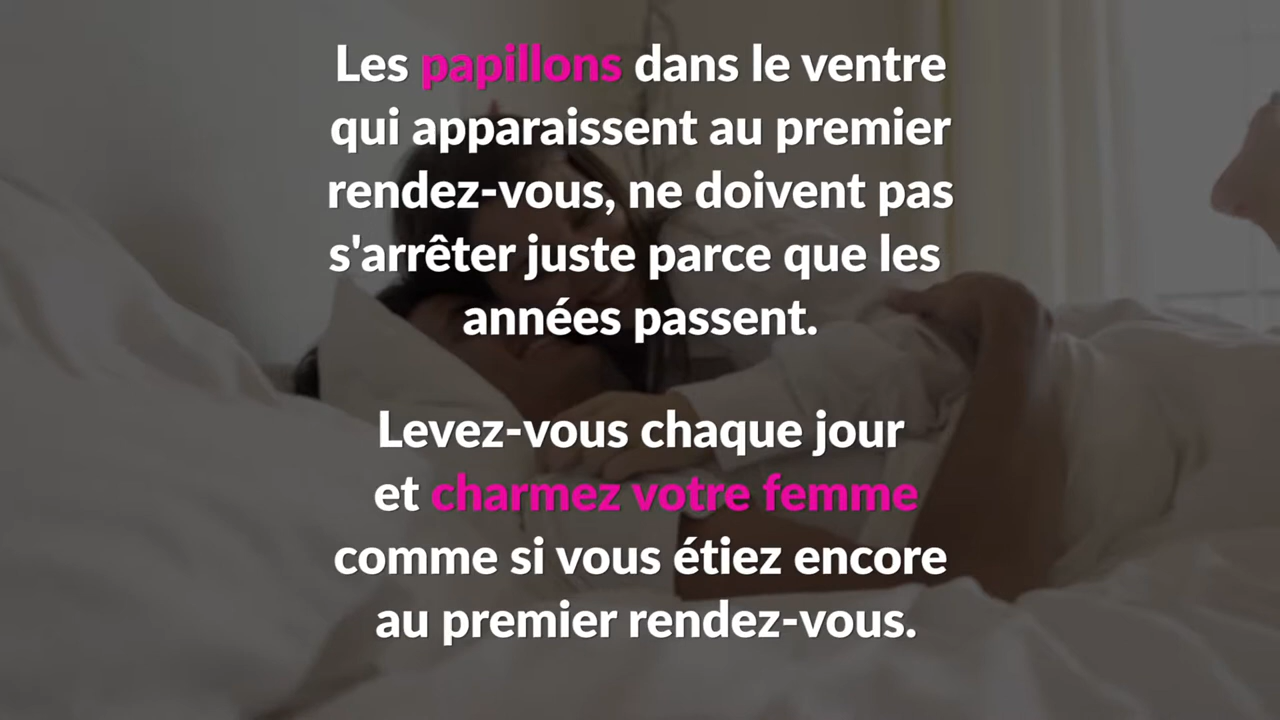 Les papillons dans le ventre
qui apparaissent au premier
rendez-vous, ne doivent pas
s'arrêter juste parce que les
années passent.
Levez-vous chaque jour
et charmez votre femme
comme si vous étiez encore
au premier rendez-vous.